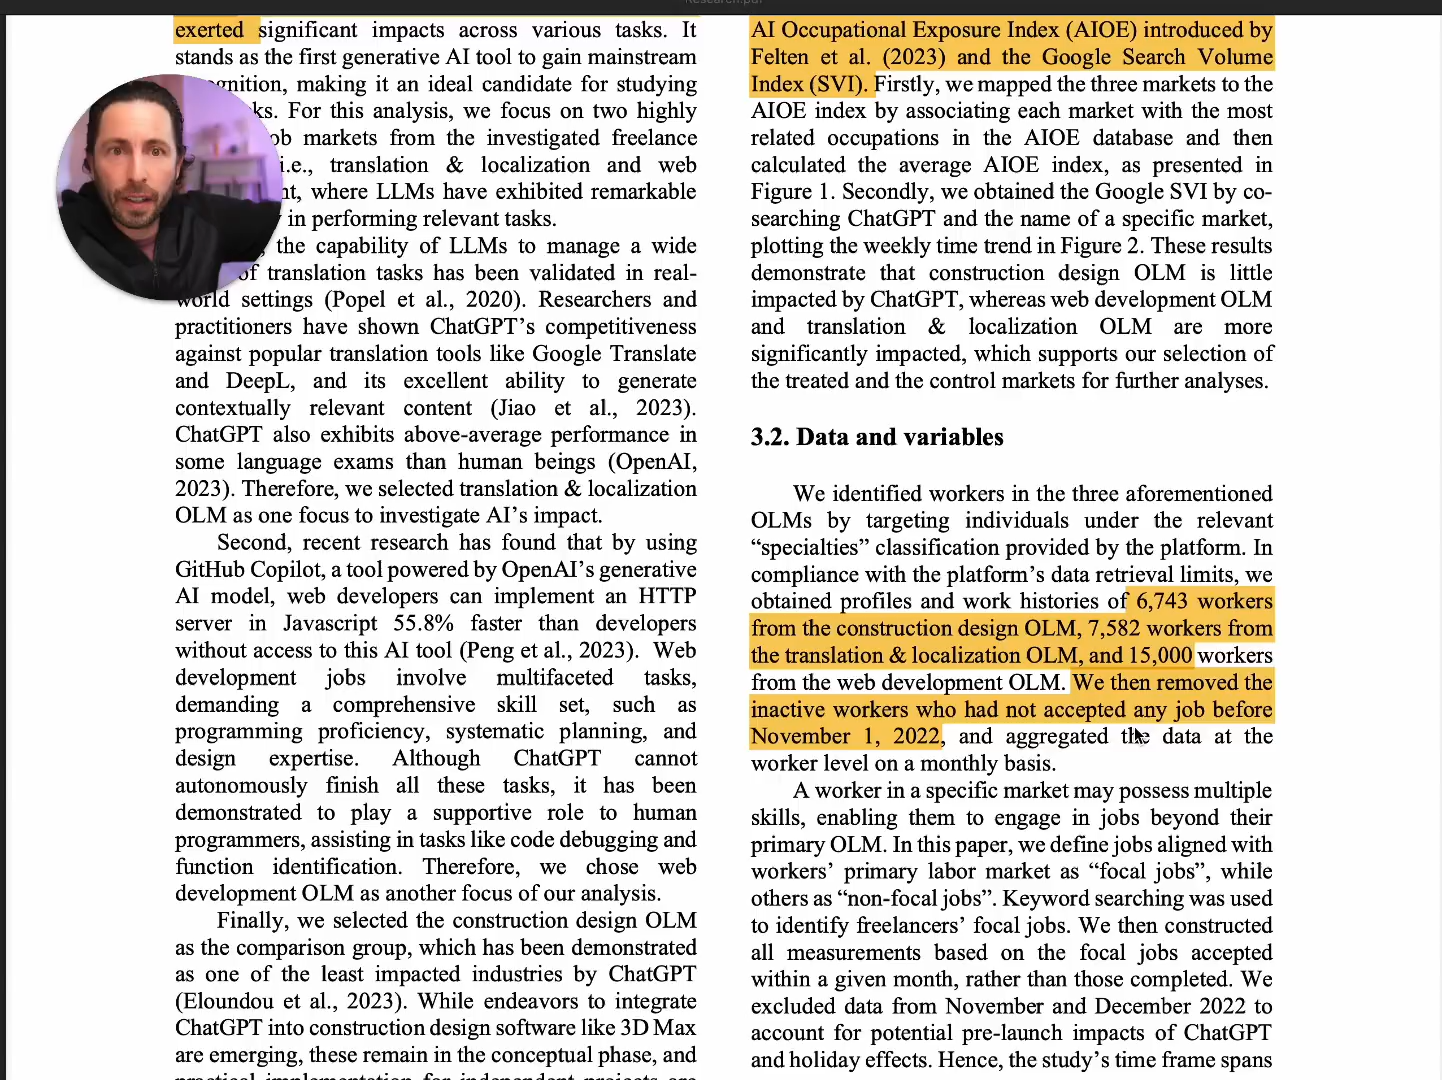 Research.pdf
exerted significant impacts across various tasks. It
stands as the first generative AI tool to gain mainstream
making it an ideal candidate for studying
For this analysis, we focus on two highly
markets from the investigated freelance
i.e., translation & localization and web
where LLMs have exhibited remarkable
in performing relevant tasks.
the capability of LLMs to manage a wide
of translation tasks has been validated in real-
world settings (Popel et al., 2020). Researchers and
practitioners have shown ChatGPT’s competitiveness
against popular translation tools like Google Translate
and DeepL, and its excellent ability to generate
contextually relevant content (Jiao et al., 2023).
ChatGPT also exhibits above-average performance in
some language exams than human beings (OpenAI,
2023). Therefore, we selected translation & localization
OLM as one focus to investigate AI’s impact.
Second, recent research has found that by using
GitHub Copilot, a tool powered by OpenAI’s generative
AI model, web developers can implement an HTTP
server in Javascript 55.8% faster than developers
without access to this AI tool (Peng et al., 2023). Web
development jobs involve multifaceted tasks,
demanding a comprehensive skill set, such as
programming proficiency, systematic planning, and
design expertise. Although ChatGPT cannot
autonomously finish all these tasks, it has been
demonstrated to play a supportive role to human
programmers, assisting in tasks like code debugging and
function identification. Therefore, we chose web
development OLM as another focus of our analysis.
Finally, we selected the construction design OLM
as the comparison group, which has been demonstrated
as one of the least impacted industries by ChatGPT
(Eloundou et al., 2023). While endeavors to integrate
ChatGPT into construction design software like 3D Max
are emerging, these remain in the conceptual phase, and
practical implementation for independent projects are
AI Occupational Exposure Index (AIOE) introduced by
Felten et al. (2023) and the Google Search Volume
Index (SVI). Firstly, we mapped the three markets to the
AIOE index by associating each market with the most
related occupations in the AIOE database and then
calculated the average AIOE index, as presented in
Figure 1. Secondly, we obtained the Google SVI by co-
searching ChatGPT and the name of a specific market,
plotting the weekly time trend in Figure 2. These results
demonstrate that construction design OLM is little
impacted by ChatGPT, whereas web development OLM
and translation & localization OLM are more
significantly impacted, which supports our selection of
the treated and the control markets for further analyses.
3.2. Data and variables
We identified workers in the three aforementioned
OLMs by targeting individuals under the relevant
“specialties” classification provided by the platform. In
compliance with the platform’s data retrieval limits, we
obtained profiles and work histories of 6,743 workers
from the construction design OLM, 7,582 workers from
the translation & localization OLM, and 15,000 workers
from the web development OLM. We then removed the
inactive workers who had not accepted any job before
November 1, 2022, and aggregated the data at the
worker level on a monthly basis.
A worker in a specific market may possess multiple
skills, enabling them to engage in jobs beyond their
primary OLM. In this paper, we define jobs aligned with
workers’ primary labor market as “focal jobs”, while
others as “non-focal jobs”. Keyword searching was used
to identify freelancers’ focal jobs. We then constructed
all measurements based on the focal jobs accepted
within a given month, rather than those completed. We
excluded data from November and December 2022 to
account for potential pre-launch impacts of ChatGPT
and holiday effects. Hence, the study’s time frame spans